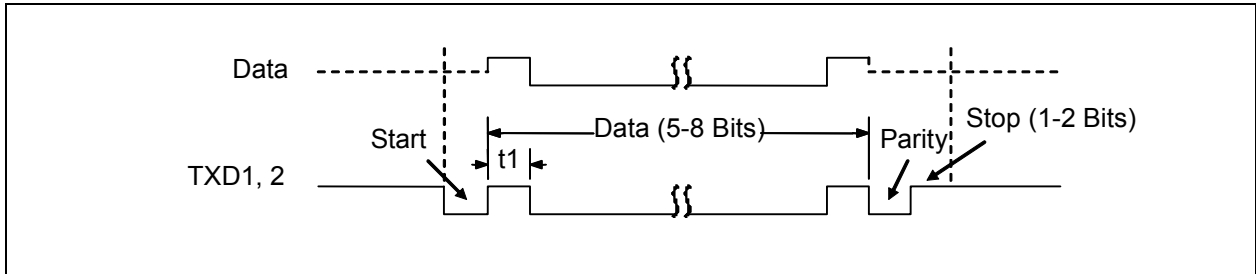 Data
Data (5-8 Bits)
Stop (1-2 Bits)
Start
Parity
t1
TXD1, 2